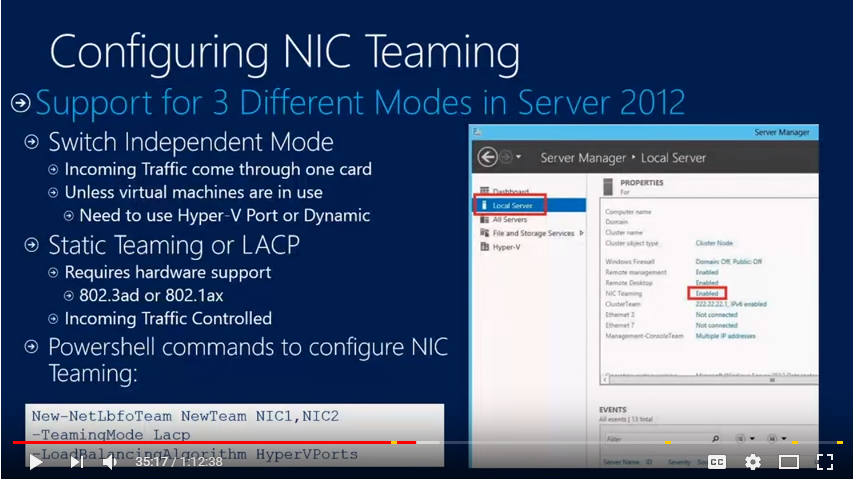 Configuring NIC Teaming
Support for 3 Different Modes in Server 2012
Switch Independent Mode
Incoming Traffic come through one card
Unless virtual machines are in use
Need to use Hyper-V Port or Dynamic
Static Teaming or LACP
Requires hardware support
802.3ad or 802.1ax
Incoming Traffic Controlled
Powershell commands to configure NIC
Teaming:
New-NetLbfoTeam NewTeam NIC1,NIC2
-TeamingMode Lacp
-LoadBalancingAlgorithm HyperVPorts
Server Manager
Server Manager • Local Server
Dashboard
Local Server
All Servers
File and Storage Services
Hyper-V
PROPERTIES
For
Computer name
Domain
Cluster name
Cluster object type Cluster Node
Windows Firewall Domain: Off, Public: Off
Remote management Enabled
Remote Desktop Enabled
NIC Teaming Enabled
ClusterTeam 222.22.22.1, IPv6 enabled
Ethernet 3 Not connected
Ethernet 7 Not connected
Management-ConsoleTeam Multiple IP addresses
EVENTS
All events | 13 total
Filter
Server Name ID Severity
35:17 / 1:12:38
CC